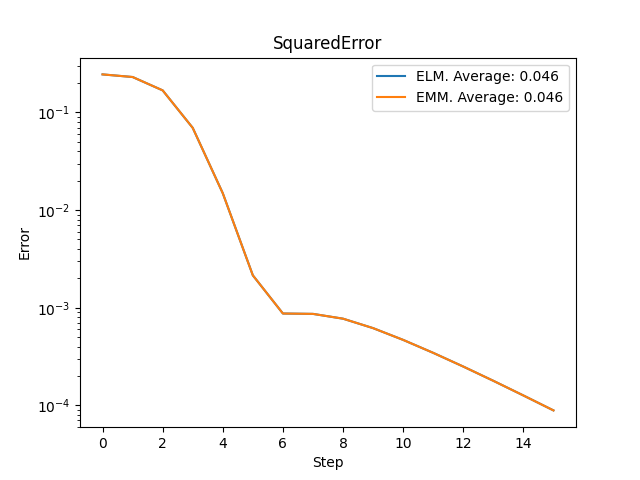 SquaredError
ELM. Average: 0.046
EMM. Average: 0.046
10⁻¹
10⁻²
10⁻³
10⁻⁴
Error
0 2 4 6 8 10 12 14
Step